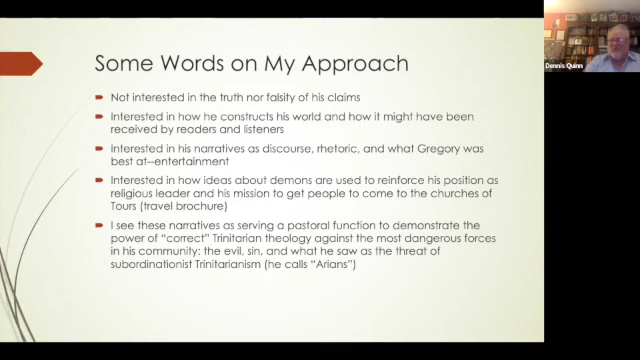 Some Words on My Approach
Not interested in the truth nor falsity of his claims
Interested in how he constructs his world and how it might have been
received by readers and listeners
Interested in his narratives as discourse, rhetoric, and what Gregory was
best at--entertainment
Interested in how ideas about demons are used to reinforce his position as
religious leader and his mission to get people to come to the churches of
Tours (travel brochure)
I see these narratives as serving a pastoral function to demonstrate the
power of “correct” Trinitarian theology against the most dangerous forces
in his community: the evil, sin, and what he saw as the threat of
subordinationist Trinitarianism (he calls “Arians”)
Dennis Quinn